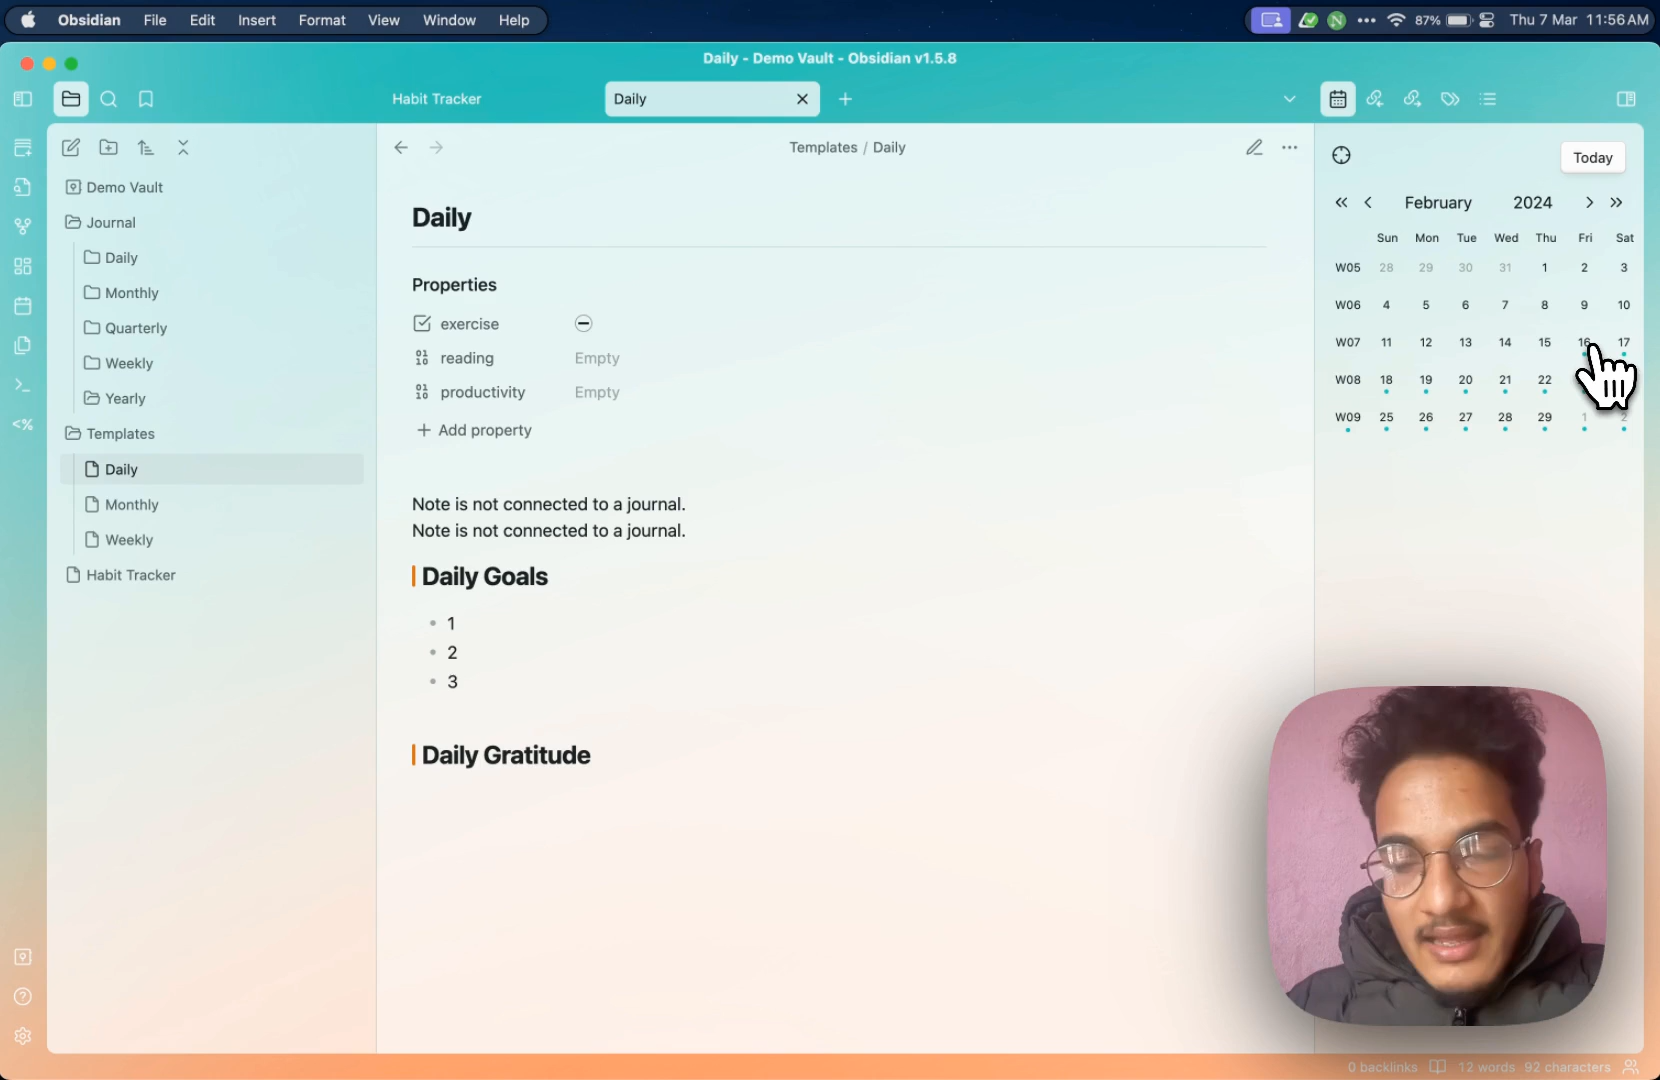 Obsidian File Edit Insert Format View Window Help 87% Thu 7 Mar 11:56 AM
Daily - Demo Vault - Obsidian v1.5.8
Habit Tracker
Daily
Templates / Daily
Demo Vault
Journal
Daily
Monthly
Quarterly
Weekly
Yearly
Templates
Daily
Monthly
Weekly
Habit Tracker
Daily
Properties
exercise
reading Empty
productivity Empty
Add property
Note is not connected to a journal.
Note is not connected to a journal.
Daily Goals
1
2
3
Daily Gratitude
Today
February 2024
Sun Mon Tue Wed Thu Fri Sat
W05 28 29 30 31 1 2 3
W06 4 5 6 7 8 9 10
W07 11 12 13 14 15 16 17
W08 18 19 20 21 22
W09 25 26 27 28 29 1 2
0 backlinks 12 words 92 characters